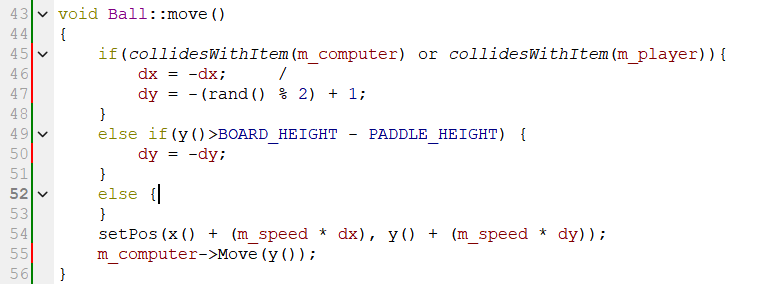 43 void Ball::move()
44 {
45 if(collidesWithItem(m_computer) or collidesWithItem(m_player)){
46 dx = -dx; /
47 dy = -(rand() % 2) + 1;
48 }
49 else if(y()>BOARD_HEIGHT - PADDLE_HEIGHT) {
50 dy = -dy;
51 }
52 else {
53 }
54 setPos(x() + (m_speed * dx), y() + (m_speed * dy));
55 m_computer->Move(y());
56 }